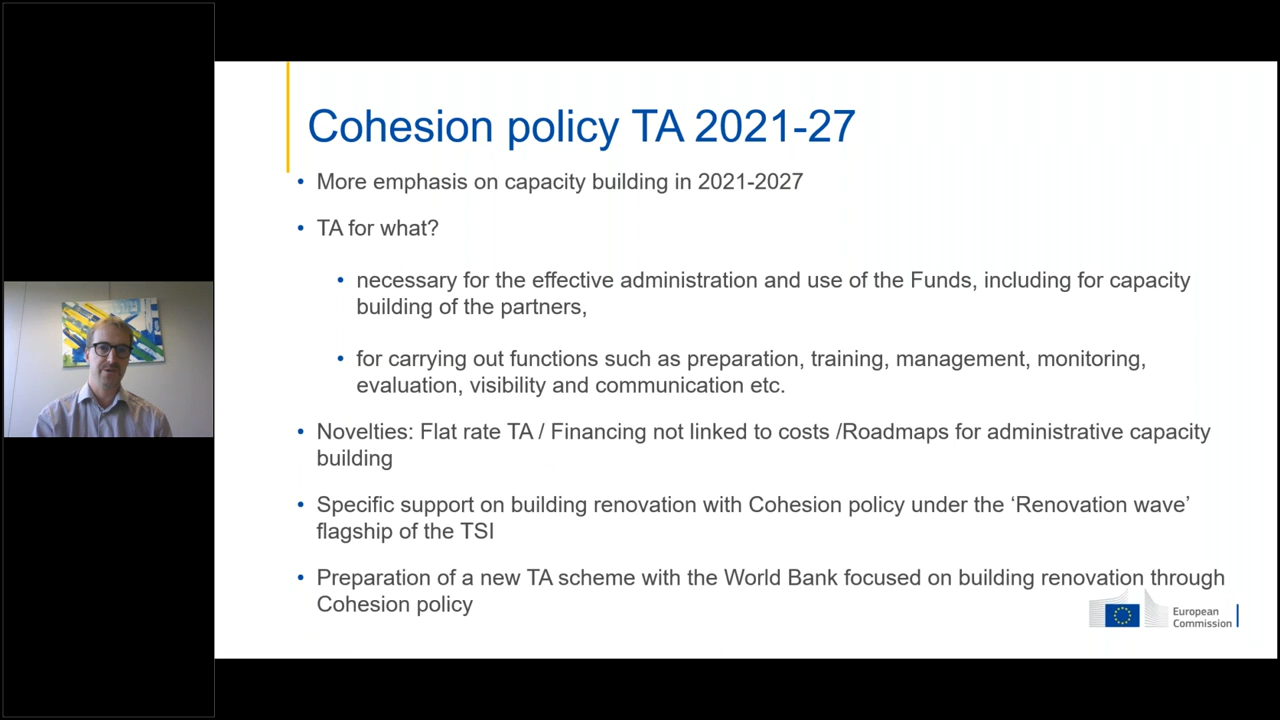 Cohesion policy TA 2021-27
• More emphasis on capacity building in 2021-2027
• TA for what?
• necessary for the effective administration and use of the Funds, including for capacity
building of the partners,
• for carrying out functions such as preparation, training, management, monitoring,
evaluation, visibility and communication etc.
• Novelties: Flat rate TA / Financing not linked to costs /Roadmaps for administrative capacity
building
• Specific support on building renovation with Cohesion policy under the ‘Renovation wave’
flagship of the TSI
• Preparation of a new TA scheme with the World Bank focused on building renovation through
Cohesion policy
European
Commission